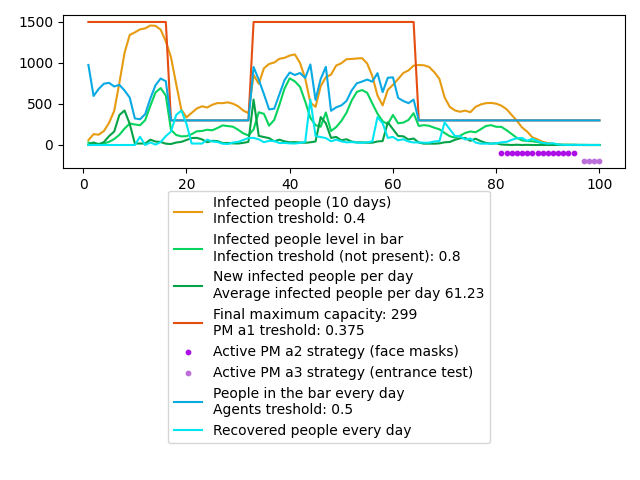 1500
1000
500
0
0
20
40
60
80
100
Infected people (10 days)
Infection treshold: 0.4
Infected people level in bar
Infection treshold (not present): 0.8
New infected people per day
Average infected people per day 61.23
Final maximum capacity: 299
PM a1 treshold: 0.375
Active PM a2 strategy (face masks)
Active PM a3 strategy (entrance test)
People in the bar every day
Agents treshold: 0.5
Recovered people every day